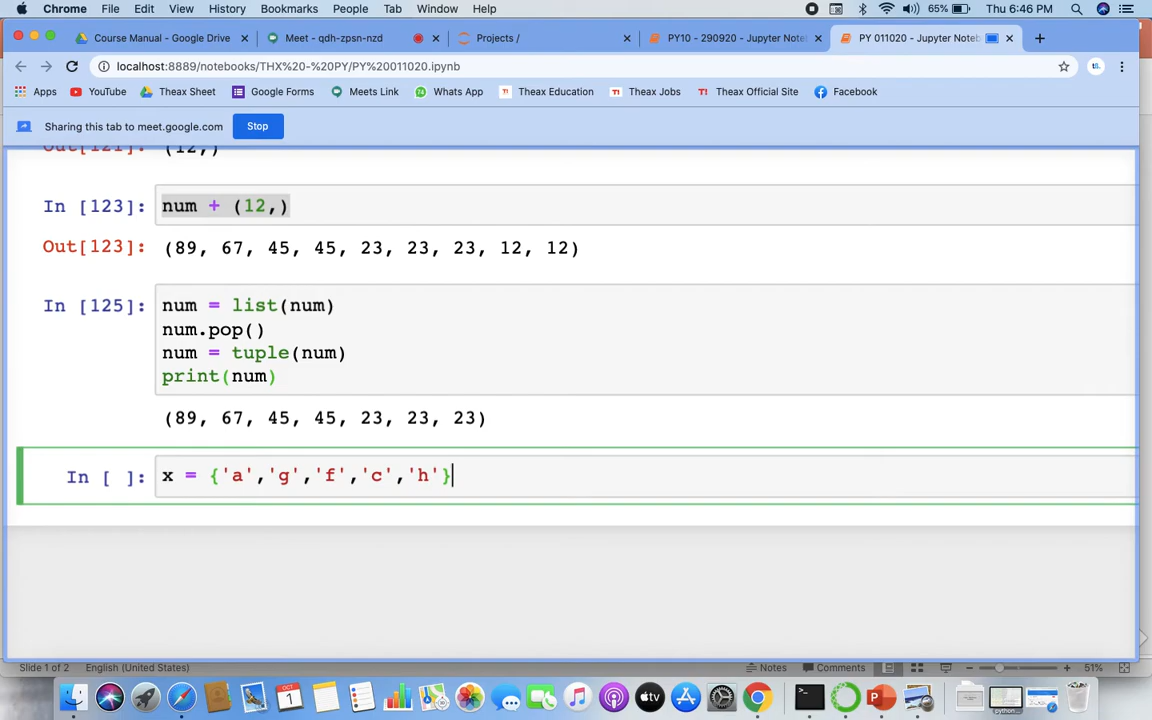 Chrome File Edit View History Bookmarks People Tab Window Help 65% Thu 6:46 PM
Course Manual - Google Drive Meet - qdh-zpsn-nzd Projects / PY10 - 290920 - Jupyter Noteb PY 011020 - Jupyter Noteb
localhost:8889/notebooks/THX%20-%20PY/PY%20011020.ipynb
Apps YouTube Theax Sheet Google Forms Meets Link Whats App Theax Education Theax Jobs Theax Official Site Facebook
Sharing this tab to meet.google.com Stop
Out[121]: (12,)
In [123]: num + (12,)
Out[123]: (89, 67, 45, 45, 23, 23, 23, 12, 12)
In [125]: num = list(num)
num.pop()
num = tuple(num)
print(num)
(89, 67, 45, 45, 23, 23, 23)
In [ ]: x = {'a','g','f','c','h'}
Slide 1 of 2 English (United States) Notes Comments 51%